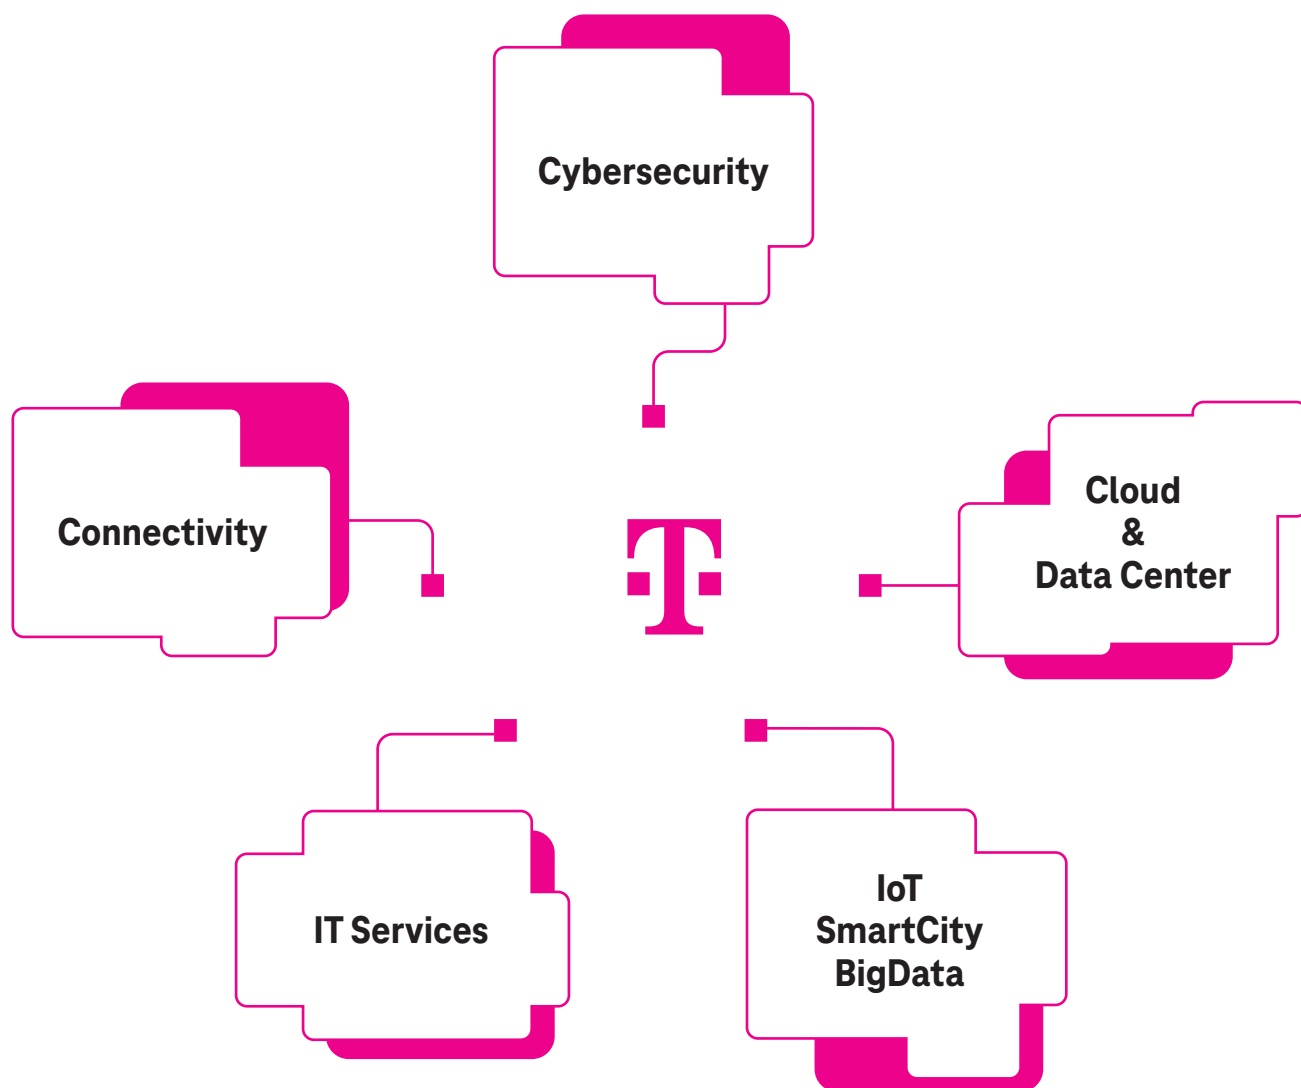 Cybersecurity
Connectivity
Cloud
&
Data Center
T
IT Services
IoT
SmartCity
BigData